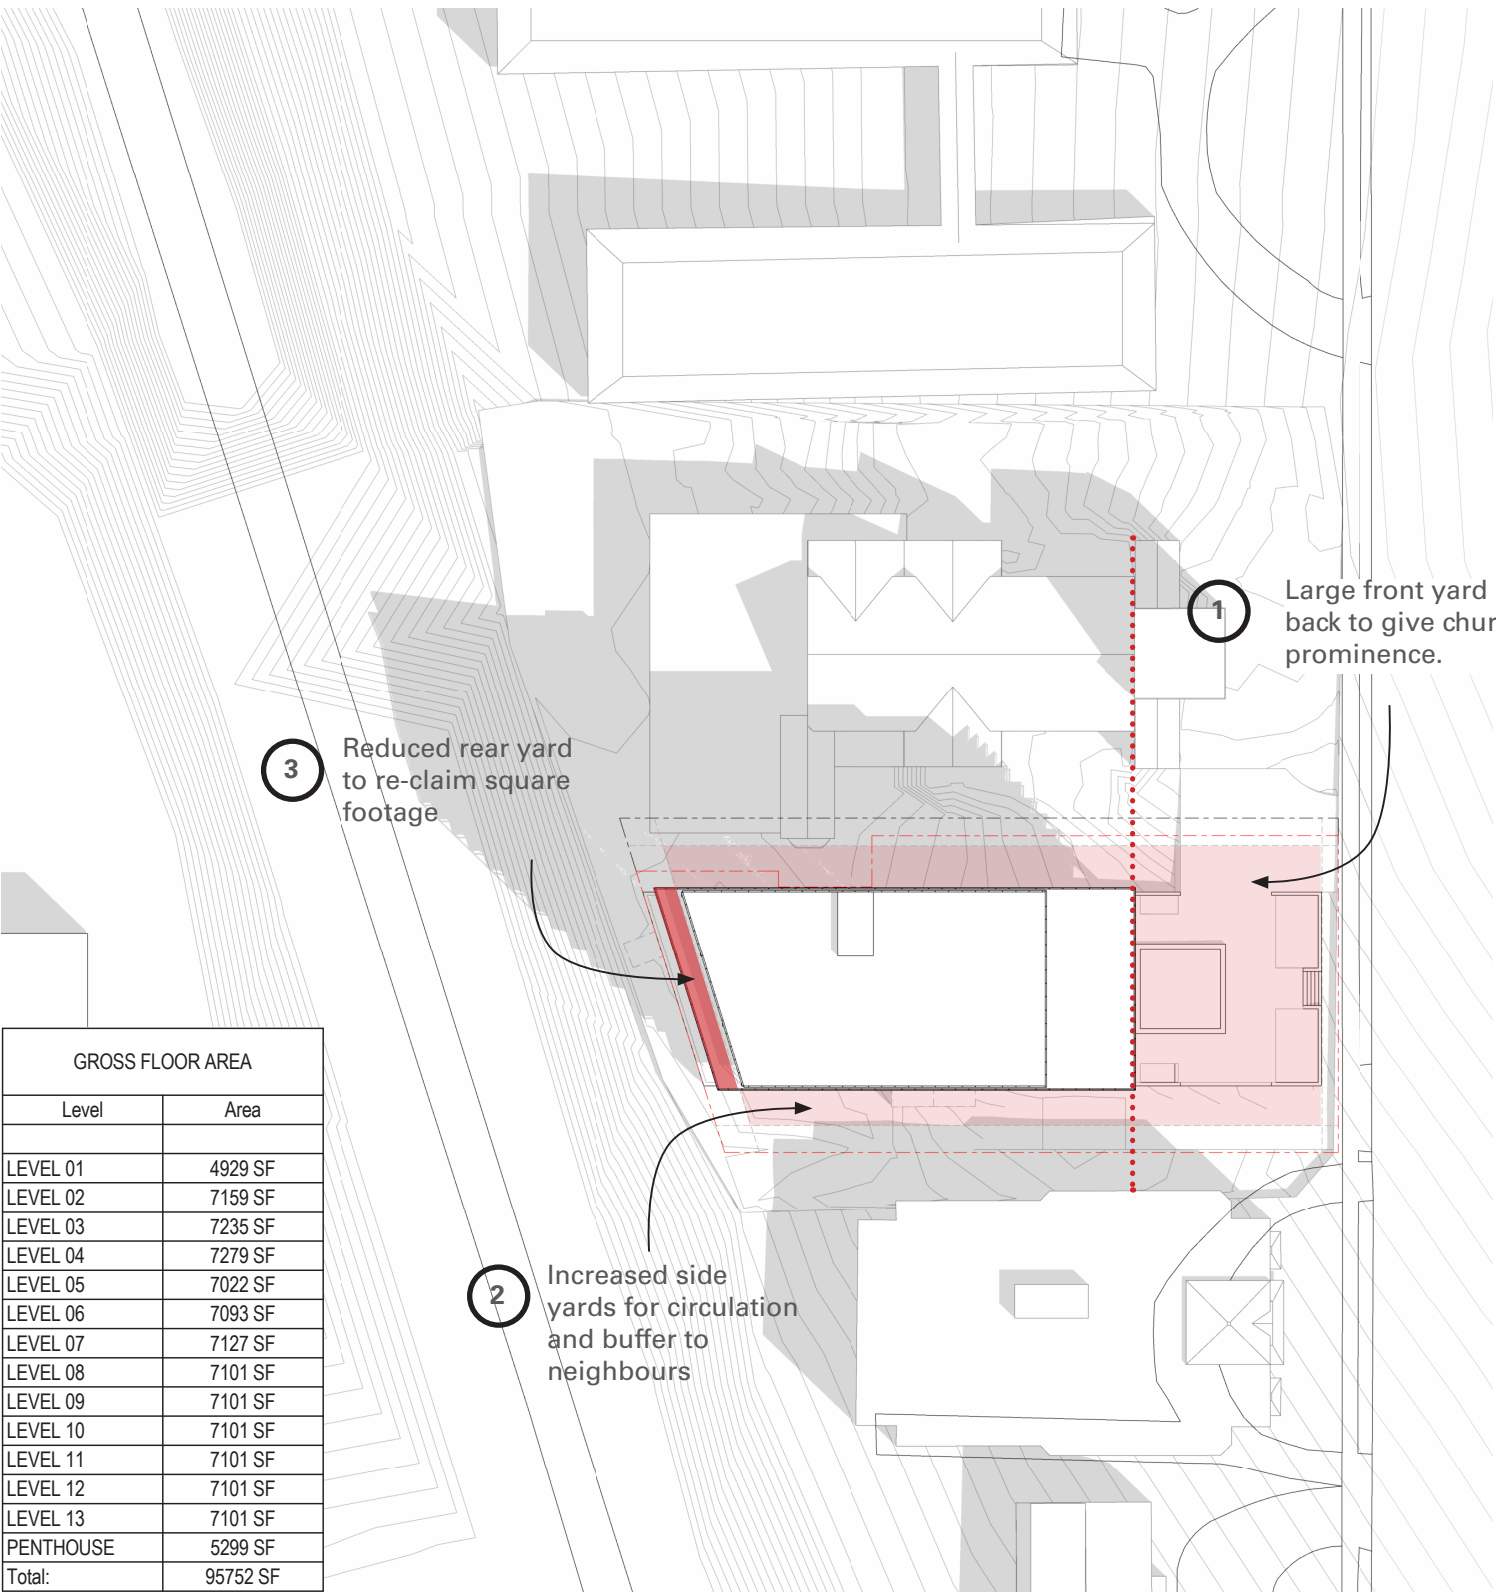 1
Large front yard
back to give
prominence.
3
Reduced rear yard
to re-claim square
footage
2
Increased side
yards for circulation
and buffer to
neighbours
GROSS FLOOR AREA
Level Area
LEVEL 01 4929 SF
LEVEL 02 7159 SF
LEVEL 03 7235 SF
LEVEL 04 7279 SF
LEVEL 05 7022 SF
LEVEL 06 7093 SF
LEVEL 07 7127 SF
LEVEL 08 7101 SF
LEVEL 09 7101 SF
LEVEL 10 7101 SF
LEVEL 11 7101 SF
LEVEL 12 7101 SF
LEVEL 13 7101 SF
PENTHOUSE 5299 SF
Total: 95752 SF